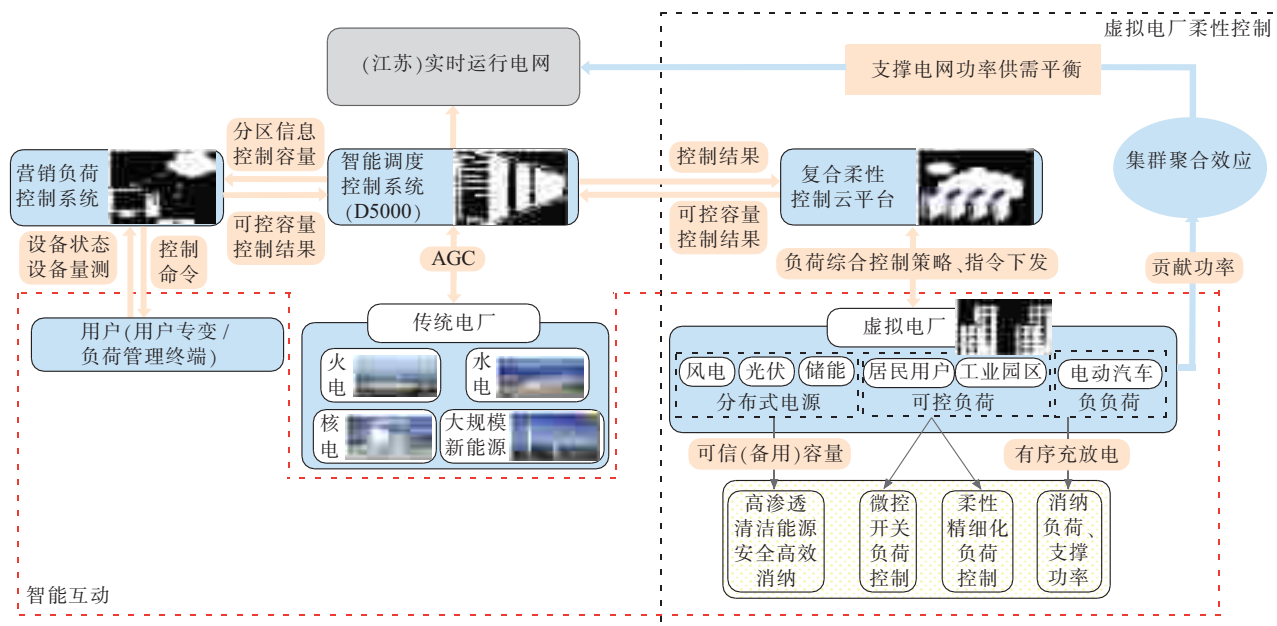 虚拟电厂柔性控制
(江苏)实时运行电网
支撑电网功率供需平衡
分区信息
控制容量
营销负荷
控制系统
智能调度
控制系统
(D5000)
控制结果
复合柔性
控制云平台
集群聚合效应
可控容量
控制结果
可控容量
控制结果
设备状态
设备量测
控制
命令
AGC
负荷综合控制策略、指令下发
贡献功率
用户(用户专变/
负荷管理终端)
传统电厂
虚拟电厂
火
电
水
电
核
电
大规模
新能源
风电
光伏
储能
居民用户
工业园区
电动汽车
分布式电源
可控负荷
负负荷
可信(备用)容量
有序充放电
高渗透
清洁能源
安全高效
消纳
微控
开关
负荷
控制
柔性
精细化
负荷
控制
消纳
负荷、
支撑
功率
智能互动